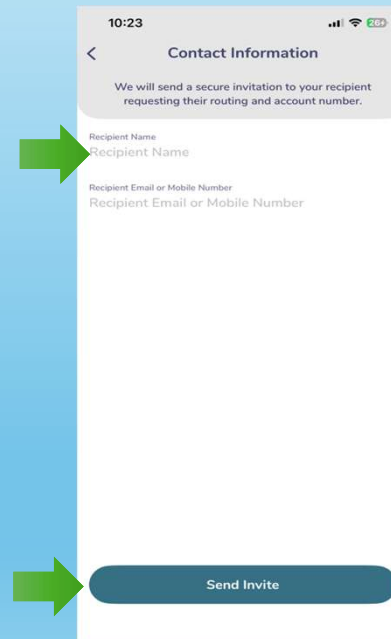 10:23
Contact Information
We will send a secure invitation to your recipient
requesting their routing and account number.
Recipient Name
Recipient Name
Recipient Email or Mobile Number
Recipient Email or Mobile Number
Send Invite